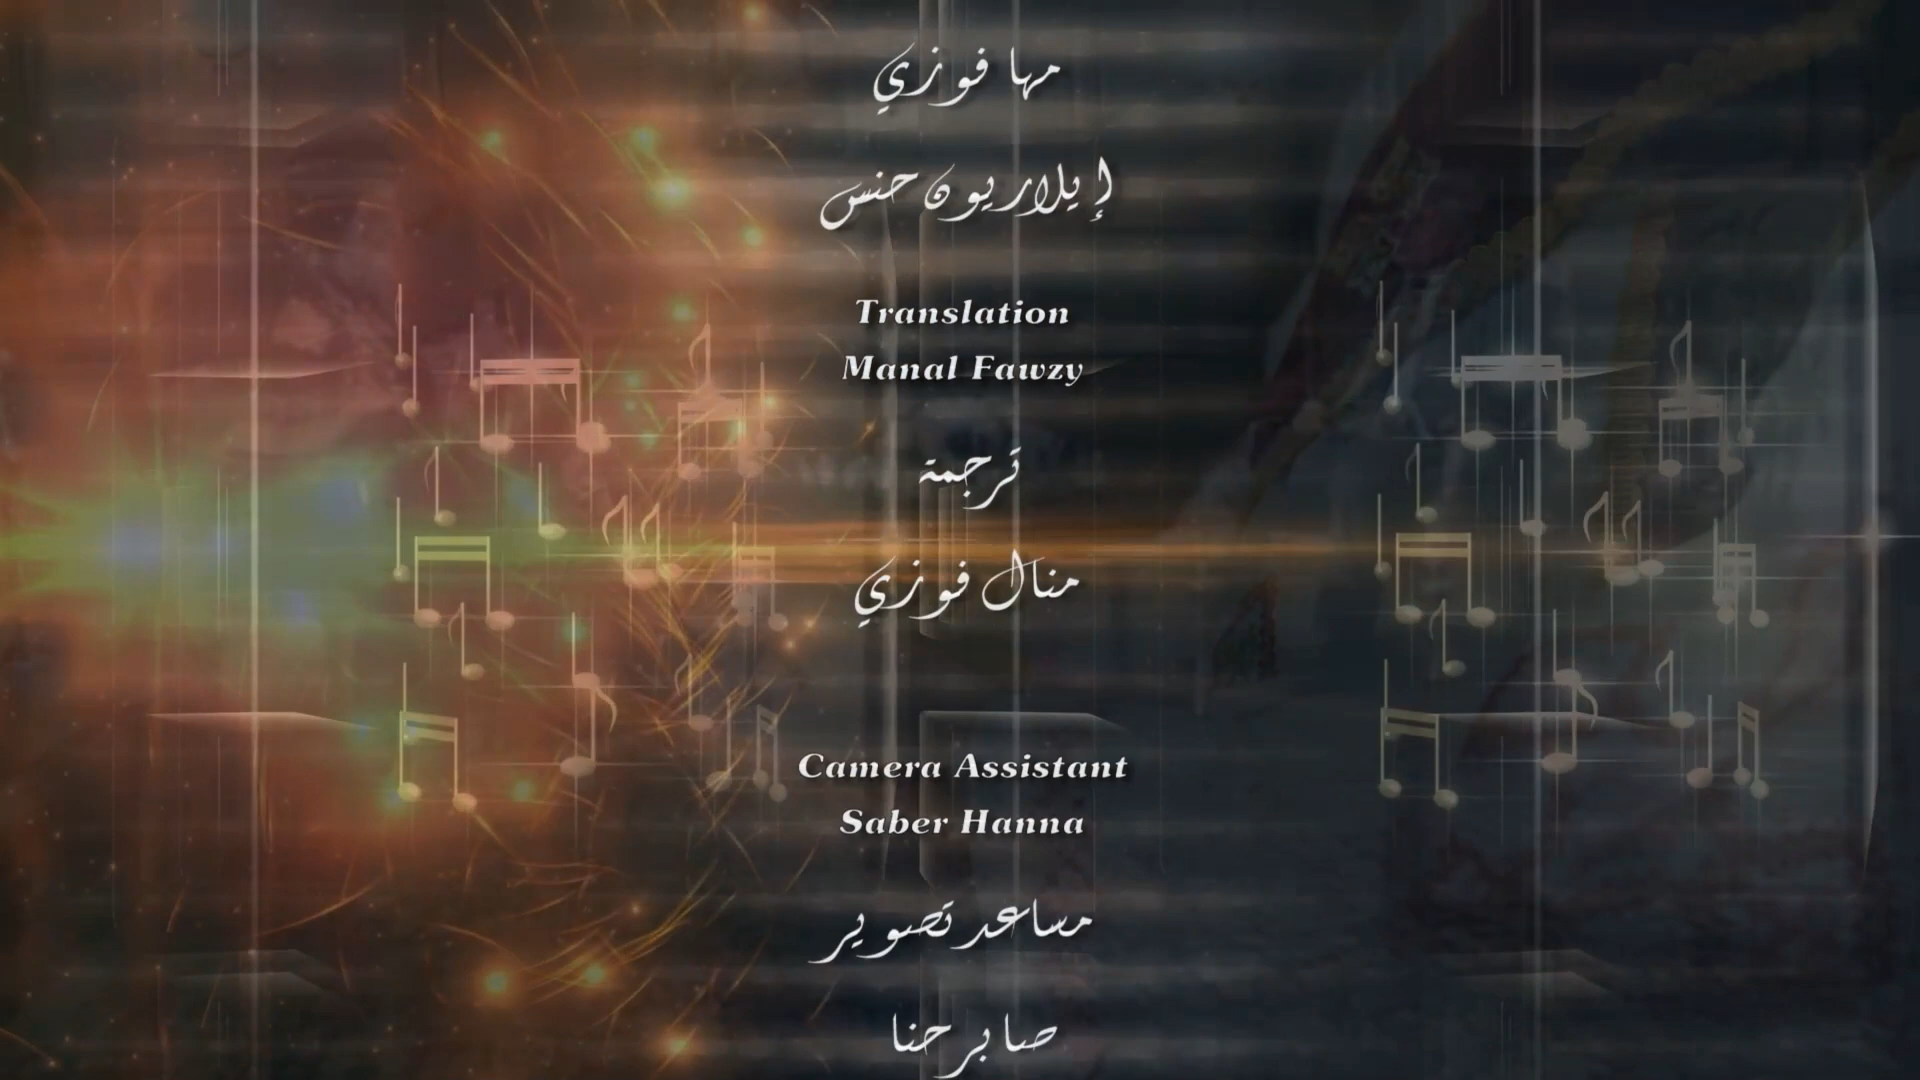 مها فوزي
إيلاريون حنس
Translation
Manal Fawzy
ترجمة
منال فوزي
Camera Assistant
Saber Hanna
مساعد تصوير
صابر حنا